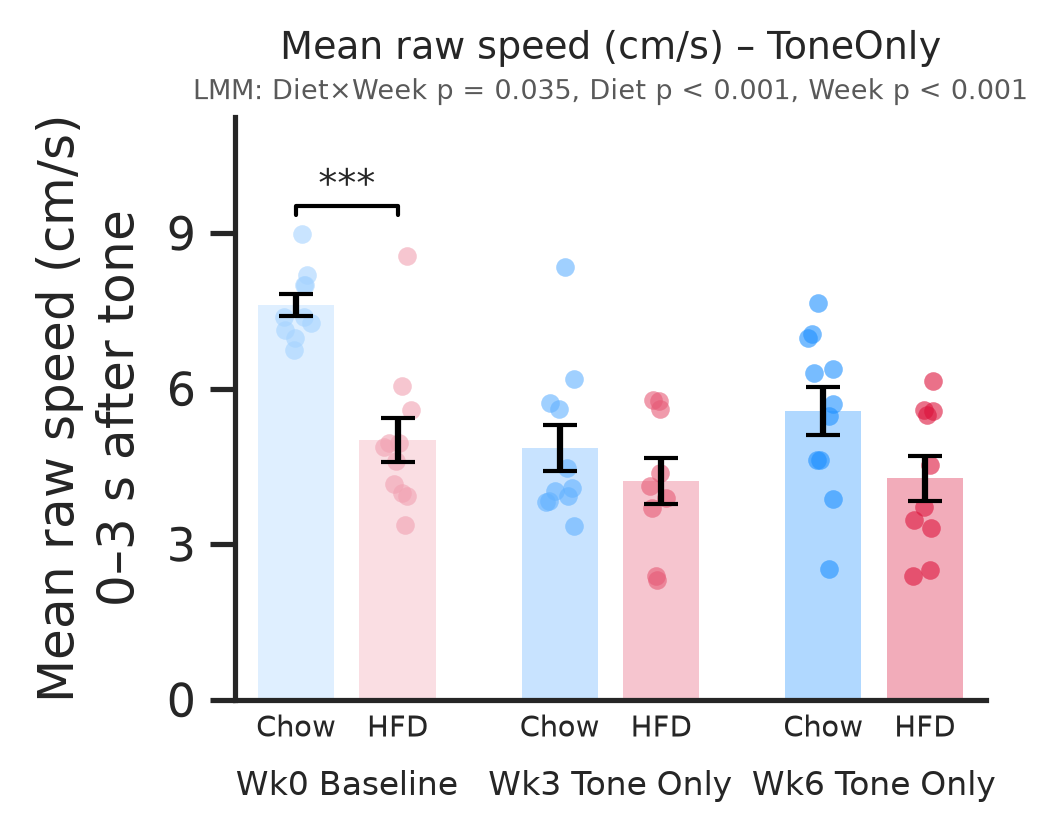 Mean raw speed (cm/s) – ToneOnly
LMM: Diet×Week p = 0.035, Diet p < 0.001, Week p < 0.001
Mean raw speed (cm/s)
0–3 s after tone
***
9
6
3
0
Chow HFD Chow HFD Chow HFD
Wk0 Baseline Wk3 Tone Only Wk6 Tone Only